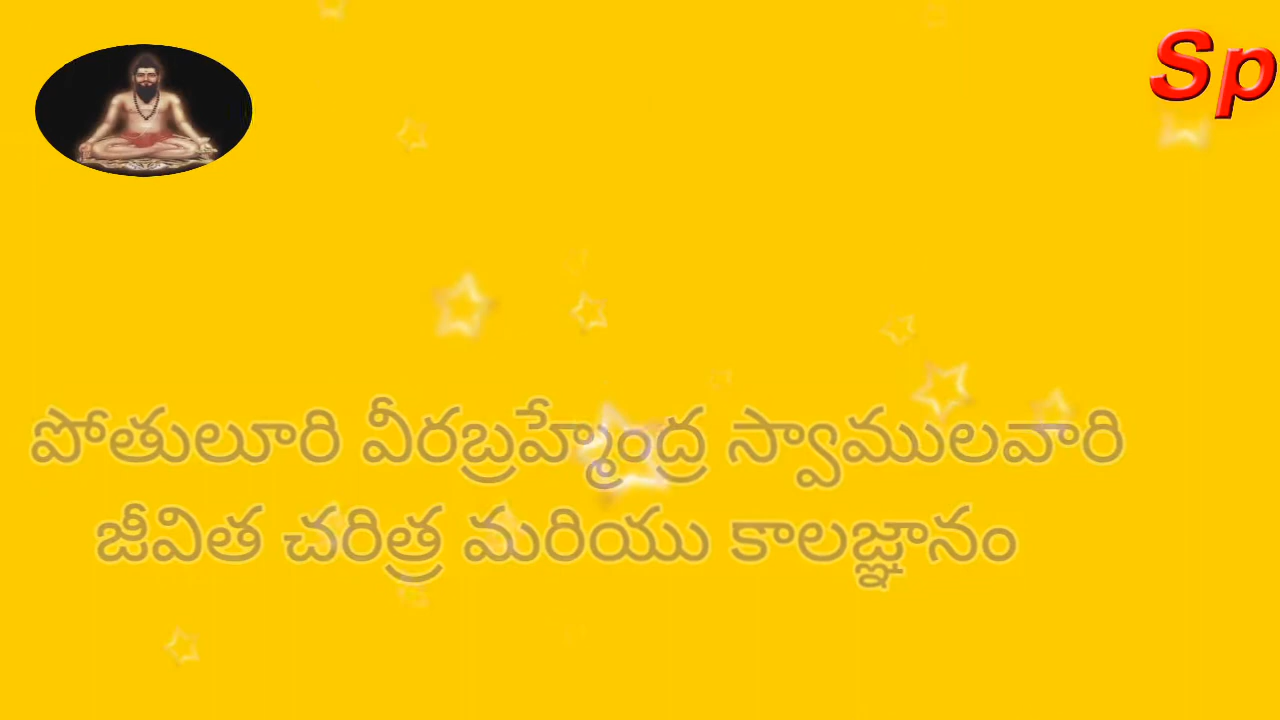 Sp
పోతులూరి వీరబ్రహ్మేంద్ర స్వాములవారి
జీవిత చరిత్ర మరియు కాలజ్ఞానం